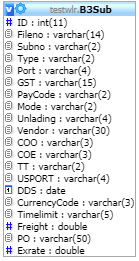 testwlr.B3Sub
# ID : int(11)
Fileno : varchar(14)
Subno : varchar(2)
Type : varchar(2)
Port : varchar(4)
GST : varchar(15)
PayCode : varchar(2)
Mode : varchar(2)
Unlading : varchar(4)
Vendor : varchar(30)
COO : varchar(3)
COE : varchar(3)
TT : varchar(2)
USPORT : varchar(4)
DDS : date
CurrencyCode : varchar(3)
Timelimit : varchar(5)
# Freight : double
PO : varchar(50)
# Exrate : double